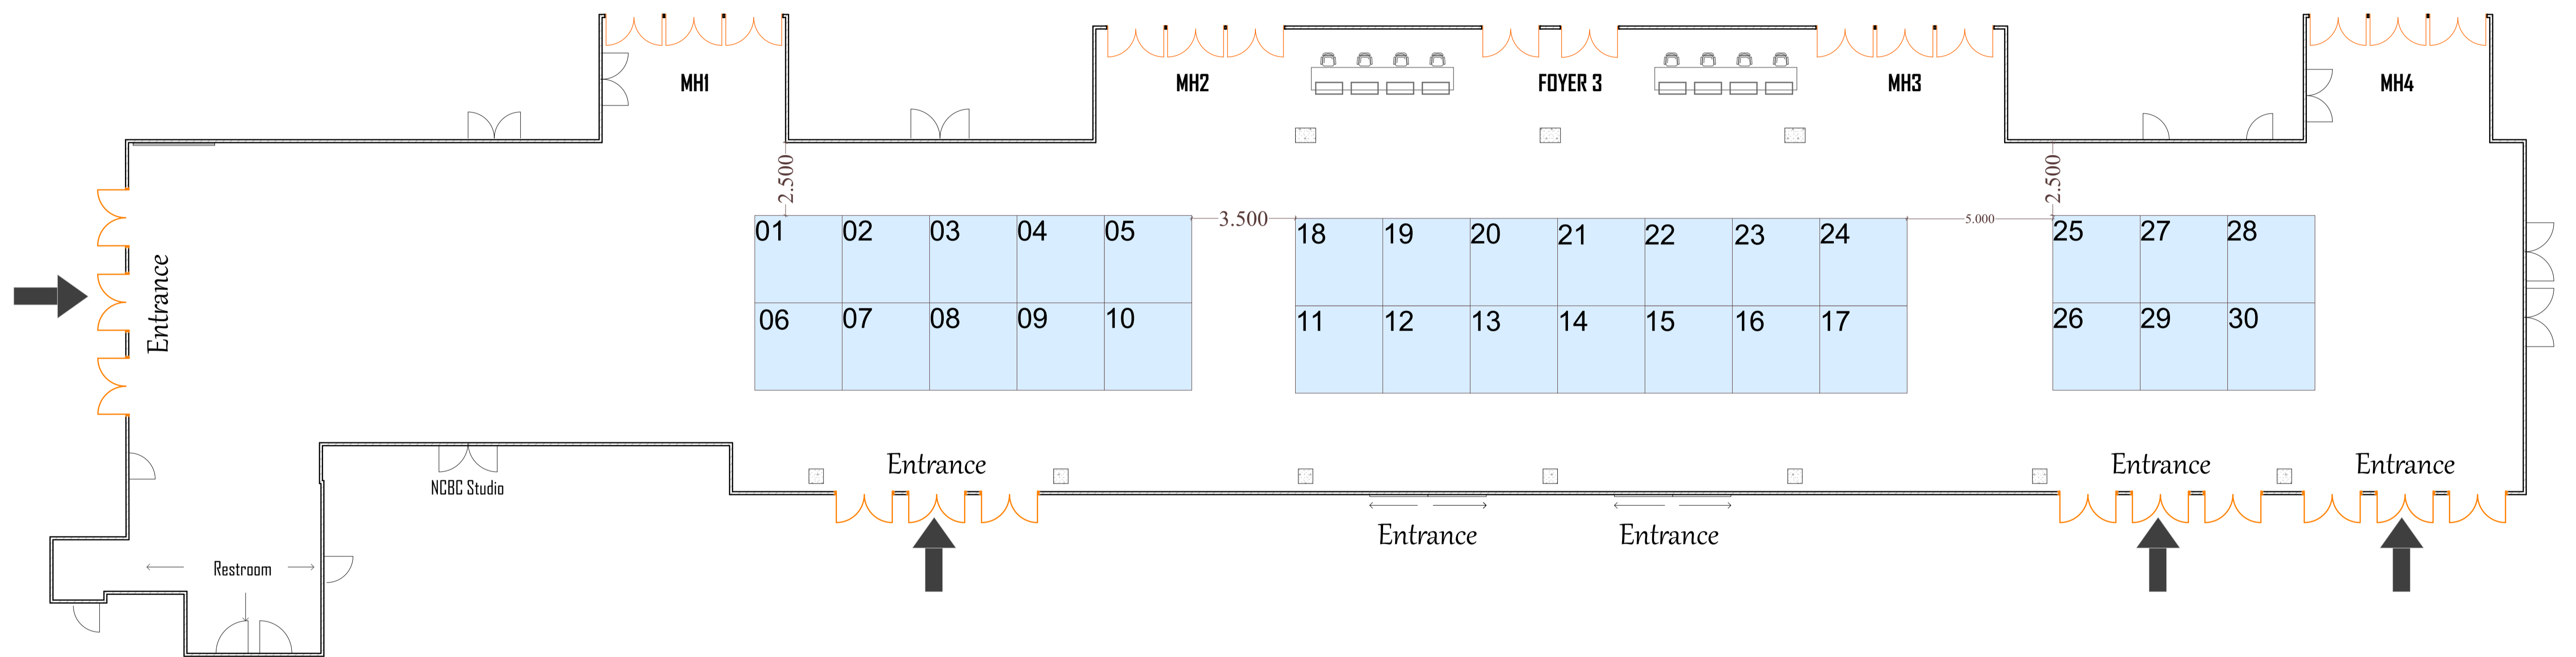 MH1
MH2
FOYER 3
MH3
MH4
2.500
2.500
3.500
5.000
01 02 03 04 05
06 07 08 09 10
18 19 20 21 22 23 24
11 12 13 14 15 16 17
25 27 28
26 29 30
Entrance
Entrance
Entrance
Entrance
NCBC Studio
Entrance
Entrance
Restroom